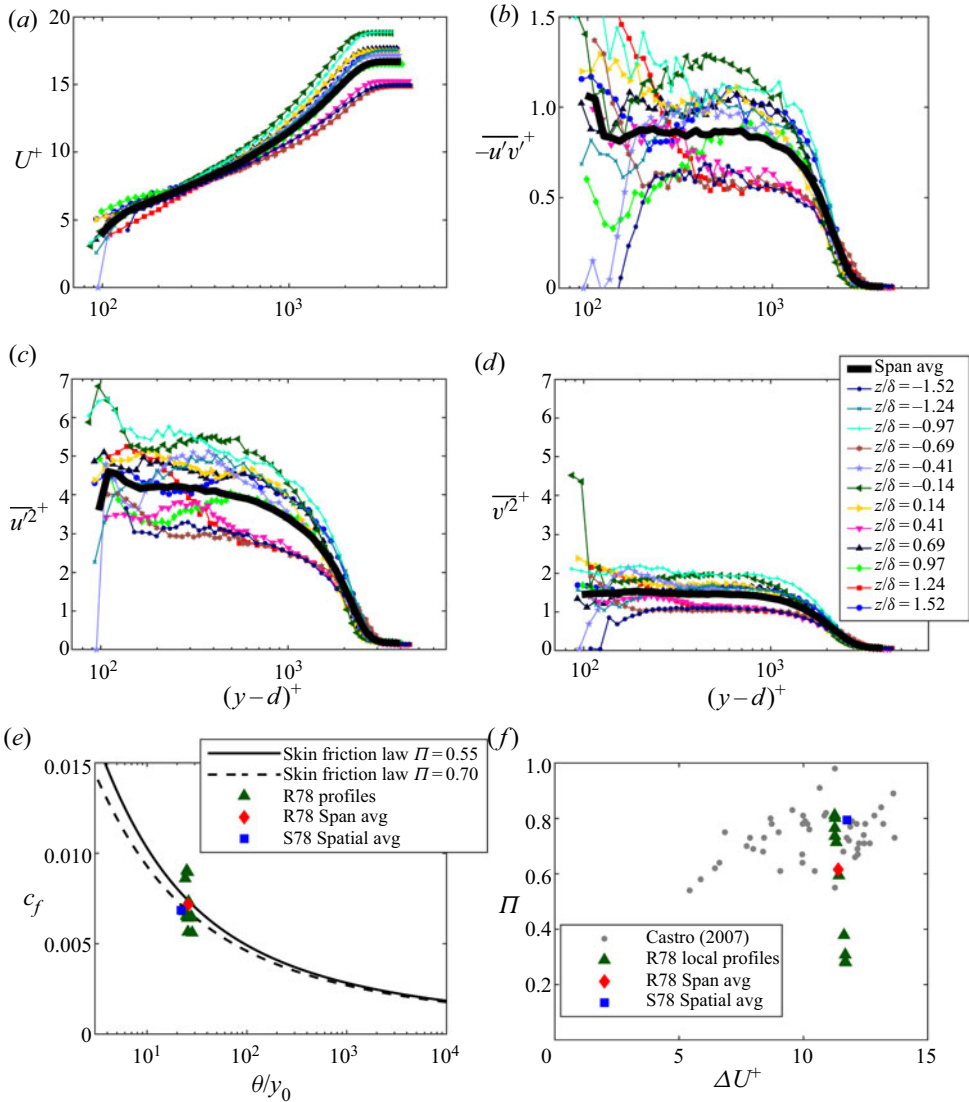 (a)
20
15
10
5
0
U⁺
10²
10³
(b)
1.5
1.0
0.5
0
−u′v′⁺
10²
10³
(c)
7
6
5
4
3
2
1
0
u′²⁺
10²
10³
(y − d)⁺
(d)
7
6
5
4
3
2
1
0
v′²⁺
10²
10³
(y − d)⁺
Span avg
z/δ = −1.52
z/δ = −1.24
z/δ = −0.97
z/δ = −0.69
z/δ = −0.41
z/δ = −0.14
z/δ = 0.14
z/δ = 0.41
z/δ = 0.69
z/δ = 0.97
z/δ = 1.24
z/δ = 1.52
(e)
0.015
0.010
0.005
0
c_f
Skin friction law Π = 0.55
Skin friction law Π = 0.70
R78 profiles
R78 Span avg
S78 Spatial avg
10¹
10²
10³
10⁴
θ/y₀
(f)
1.0
0.8
0.6
0.4
0.2
Π
Castro (2007)
R78 local profiles
R78 Span avg
S78 Spatial avg
0
5
10
15
ΔU⁺